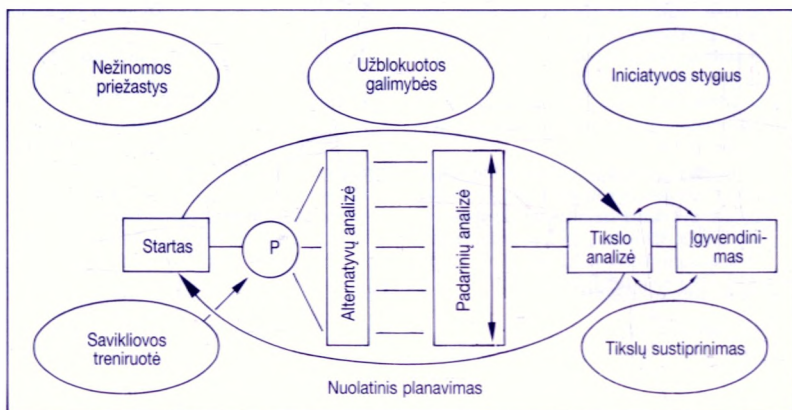 Nežinomos
priežastys
Užblokuotos
galimybės
Iniciatyvos stygius
Startas
P
Alternatyvų analizė
Padarinių analizė
Tikslo
analizė
Įgyvendini-
mas
Savikliovos
treniruotė
Tikslų sustiprinimas
Nuolatinis planavimas